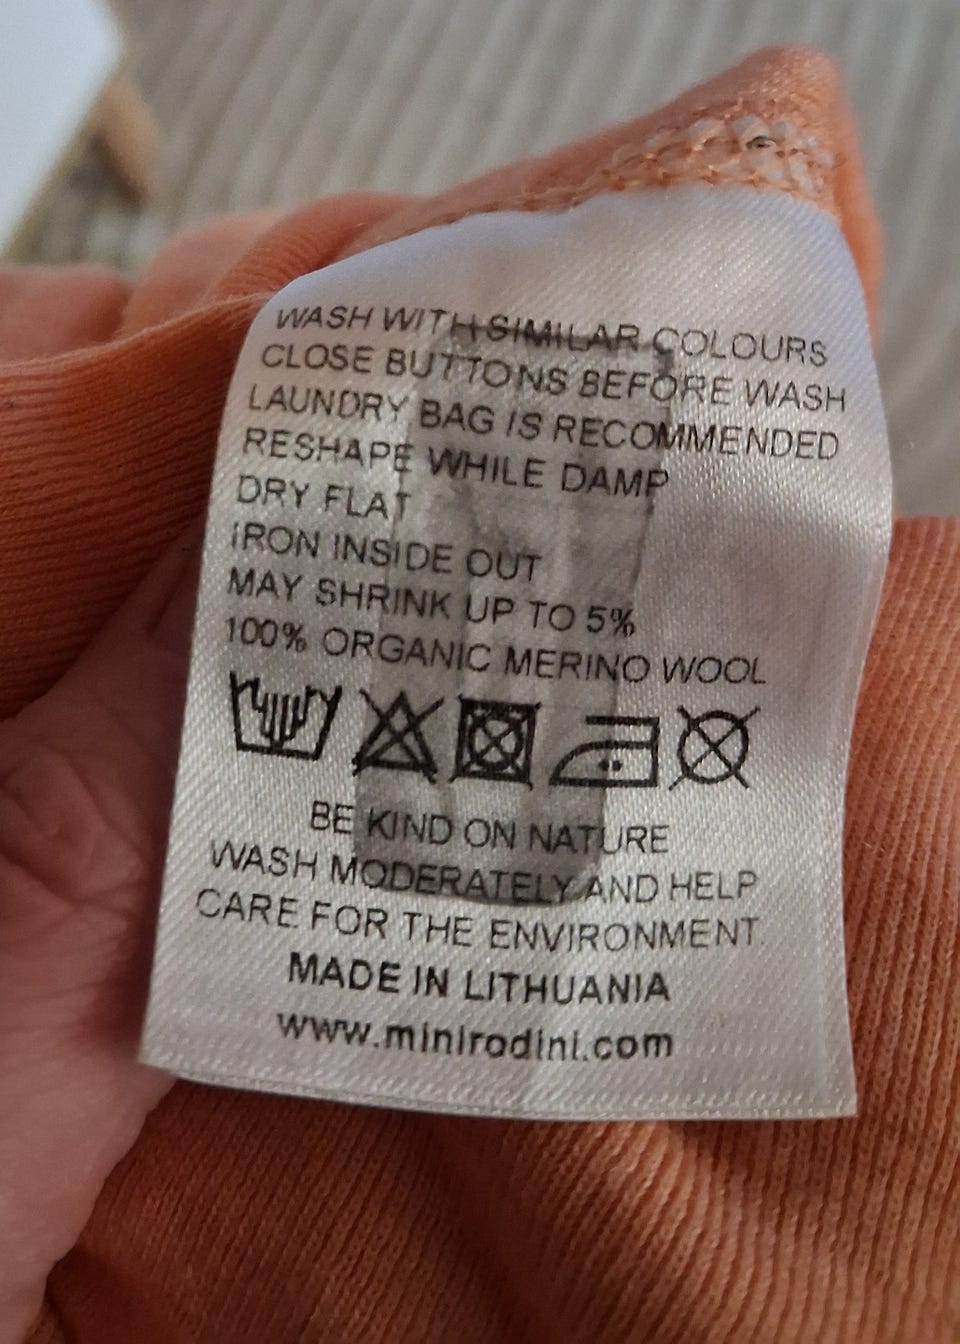 WASH WITH SIMILAR COLOURS
CLOSE BUTTONS BEFORE WASH
LAUNDRY BAG IS RECOMMENDED
RESHAPE WHILE DAMP
DRY FLAT
IRON INSIDE OUT
MAY SHRINK UP TO 5%
100% ORGANIC MERINO WOOL
BE KIND ON NATURE
WASH MODERATELY AND HELP
CARE FOR THE ENVIRONMENT.
MADE IN LITHUANIA
www.minirodini.com